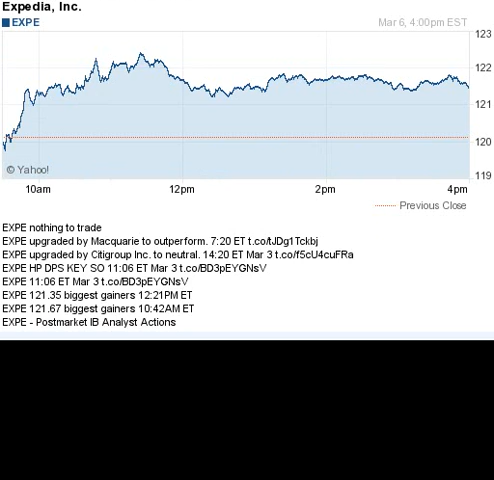 Expedia, Inc.
EXPE
Mar 6, 4:00pm EST
123
122
121
120
119
© Yahoo!
10am 12pm 2pm 4pm
Previous Close
EXPE nothing to trade
EXPE upgraded by Macquarie to outperform. 7:20 ET t.co/tJDg1Tckbj
EXPE upgraded by Citigroup Inc. to neutral. 14:20 ET Mar 3 t.co/f5cU4cuFRa
EXPE HP DPS KEY SO 11:06 ET Mar 3 t.co/BD3pEYGNsV
EXPE 11:06 ET Mar 3 t.co/BD3pEYGNsV
EXPE 121.35 biggest gainers 12:21PM ET
EXPE 121.67 biggest gainers 10:42AM ET
EXPE - Postmarket IB Analyst Actions